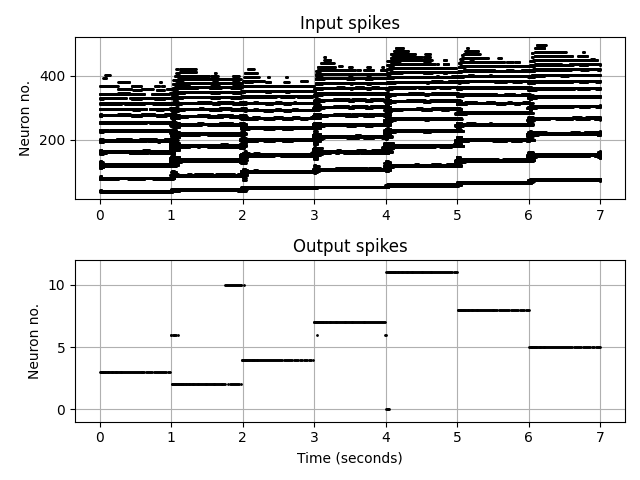 Input spikes
Neuron no.
400
200
0 1 2 3 4 5 6 7
Output spikes
Neuron no.
10
5
0
0 1 2 3 4 5 6 7
Time (seconds)